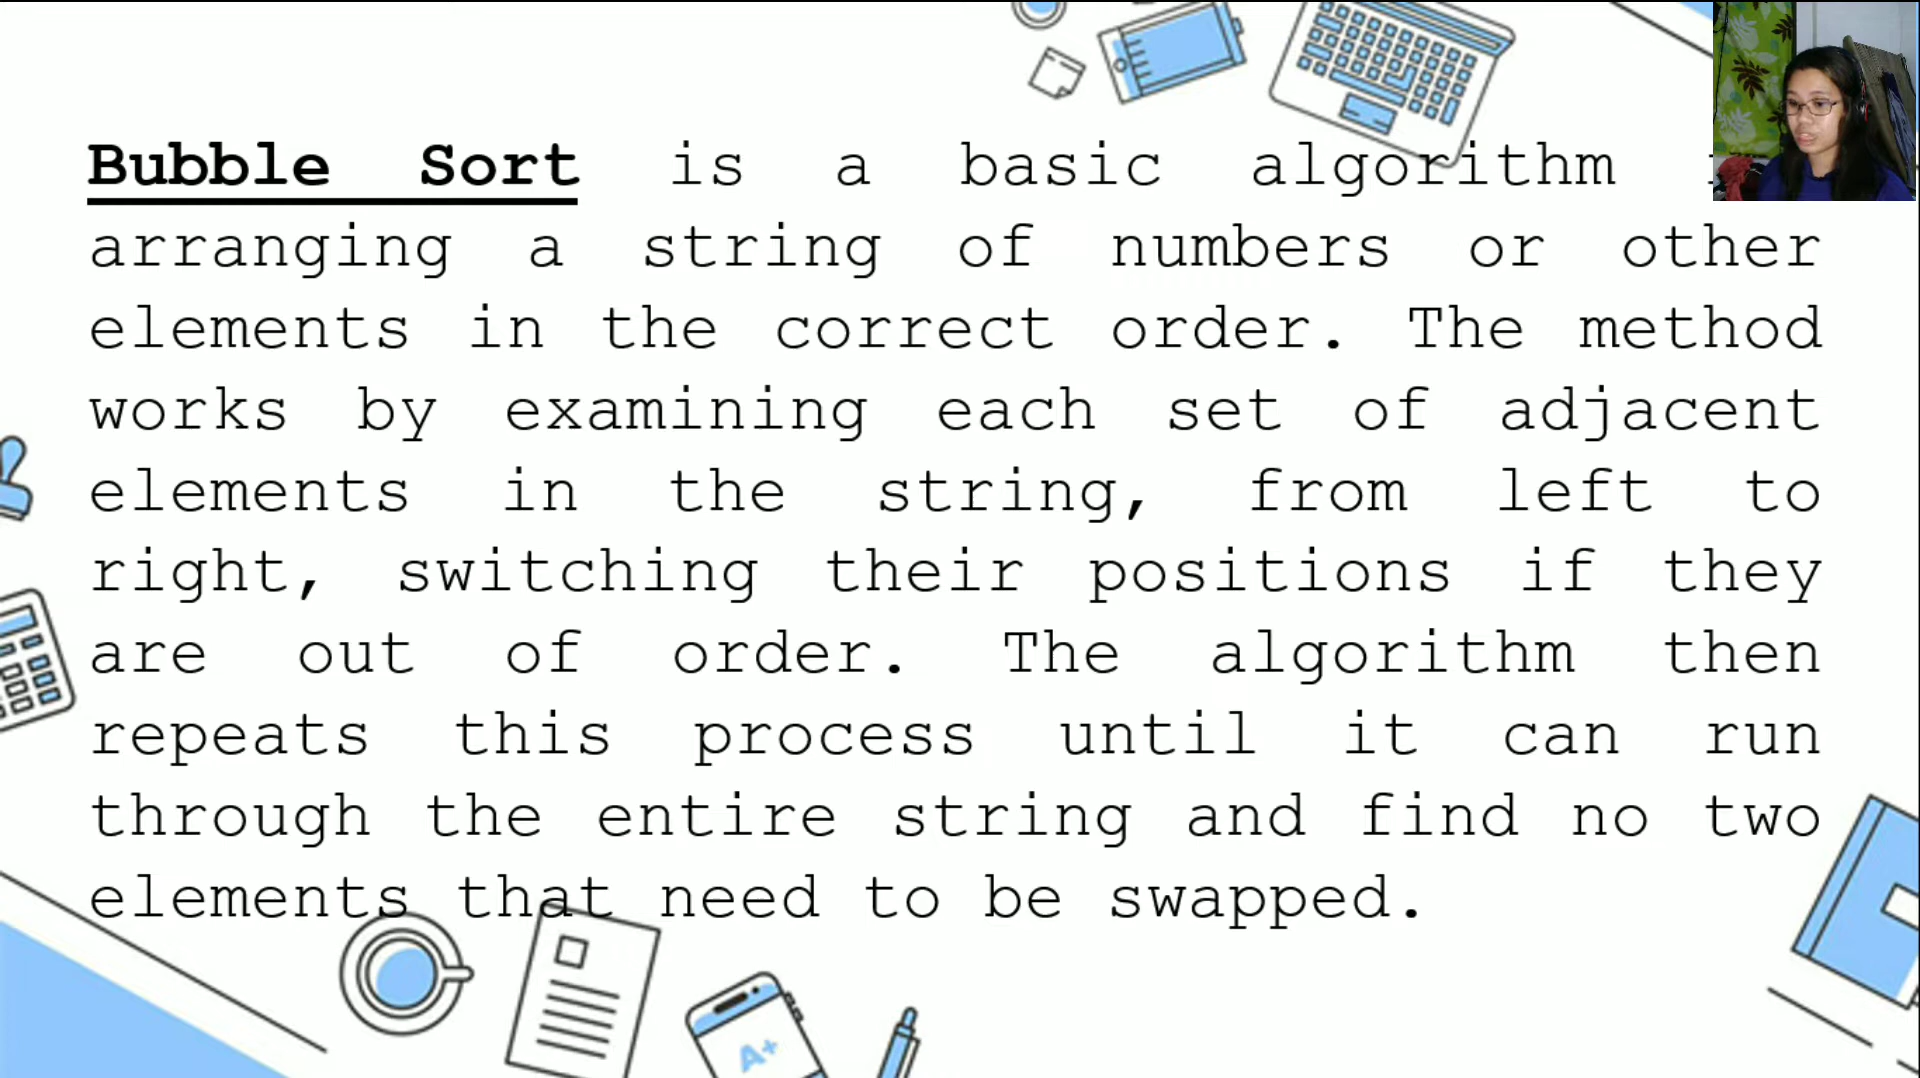 Bubble Sort is a basic algorithm
arranging a string of numbers or other
elements in the correct order. The method
works by examining each set of adjacent
elements in the string, from left to
right, switching their positions if they
are out of order. The algorithm then
repeats this process until it can run
through the entire string and find no two
elements that need to be swapped.
A+